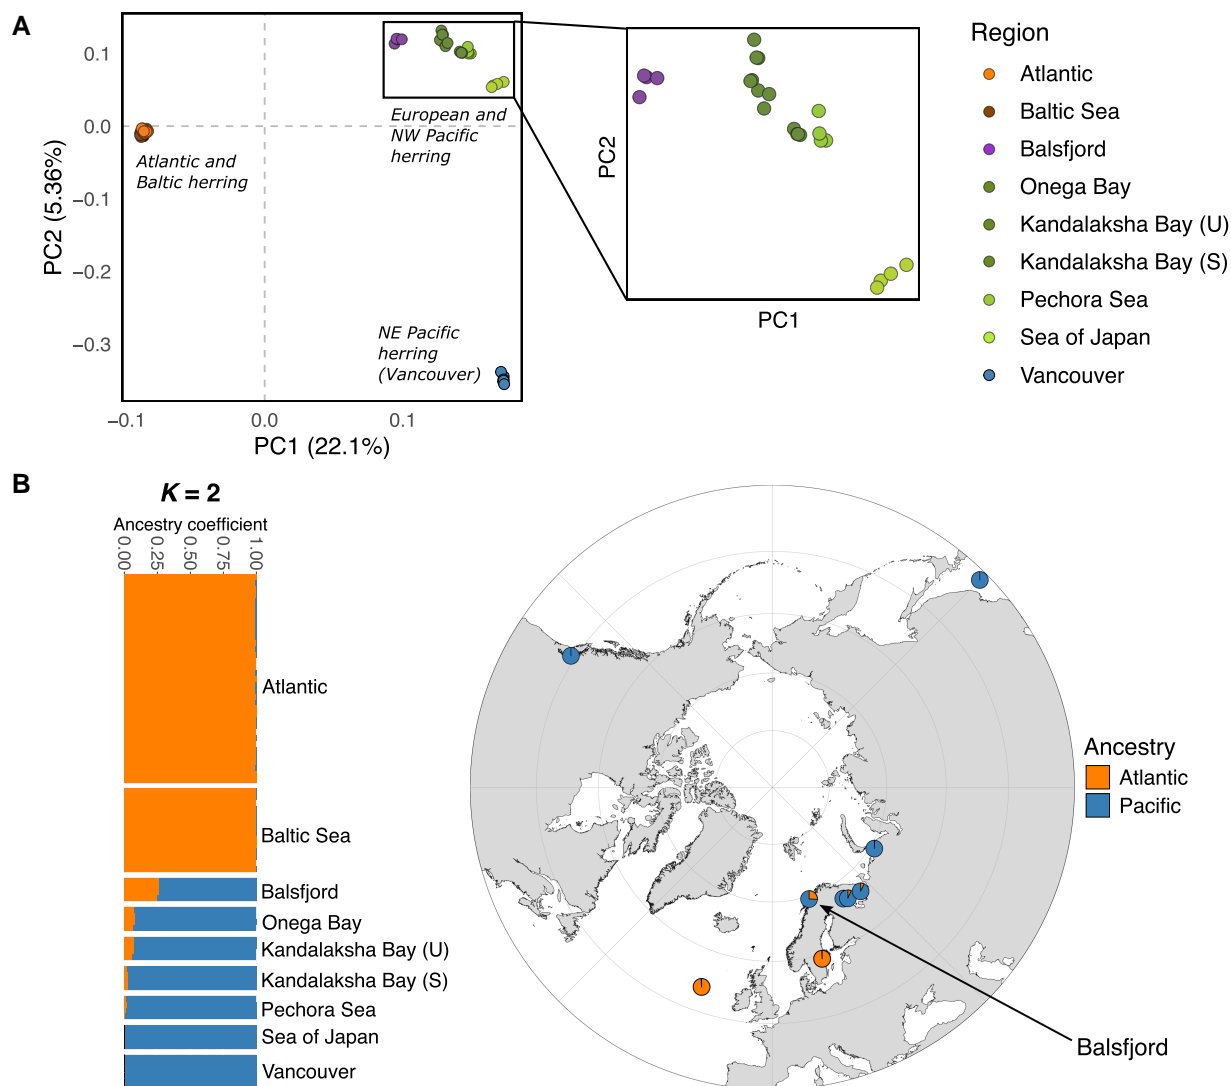 A
0.1
0.0
−0.1
−0.2
−0.3
PC2 (5.36%)
−0.1
0.0
0.1
PC1 (22.1%)
Atlantic and
Baltic herring
European and
NW Pacific
herring
NE Pacific
herring
(Vancouver)
PC2
PC1
Region
Atlantic
Baltic Sea
Balsfjord
Onega Bay
Kandalaksha Bay (U)
Kandalaksha Bay (S)
Pechora Sea
Sea of Japan
Vancouver
B
K = 2
Ancestry coefficient
0.00
0.25
0.50
0.75
1.00
Atlantic
Baltic Sea
Balsfjord
Onega Bay
Kandalaksha Bay (U)
Kandalaksha Bay (S)
Pechora Sea
Sea of Japan
Vancouver
Ancestry
Atlantic
Pacific
Balsfjord